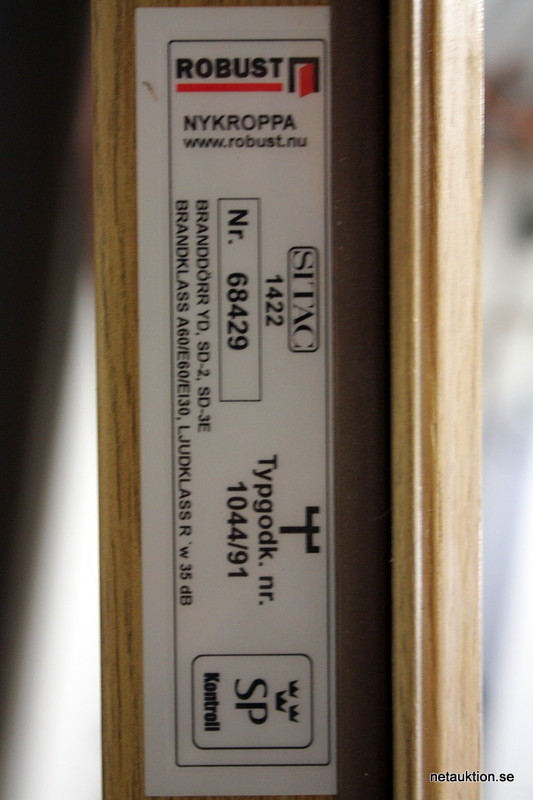 ROBUST
NYKROPPA
www.robust.nu
SITAC
1422
Nr. 68429
BRANDDÖRR YD, SD-2, SD-3E
BRANDKLASS A60/E60/EI30, LJUDKLASS R 'w 35 dB
Typgodk. nr.
1044/91
SP
Kontroll
netauktion.se